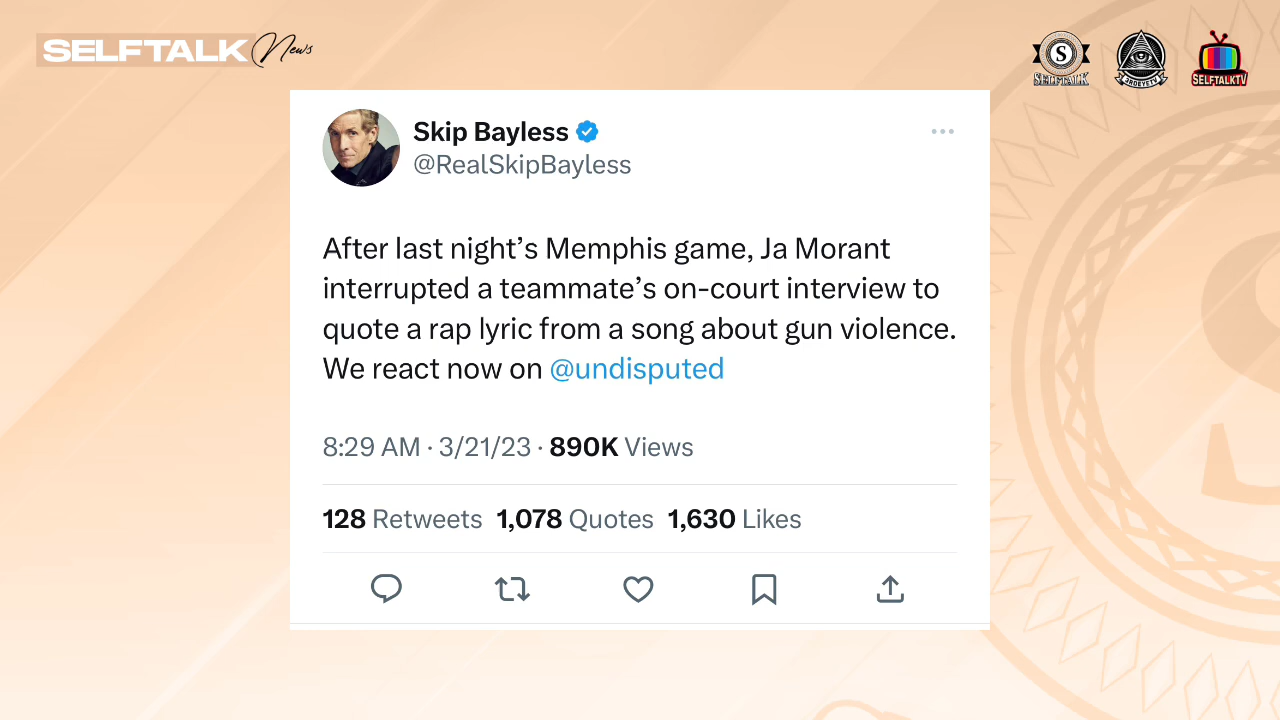 SELFTALK News
S
SELFTALK
3RDEYETV
SELFTALKTV
Skip Bayless
@RealSkipBayless
After last night’s Memphis game, Ja Morant
interrupted a teammate’s on-court interview to
quote a rap lyric from a song about gun violence.
We react now on @undisputed
8:29 AM · 3/21/23 · 890K Views
128 Retweets 1,078 Quotes 1,630 Likes